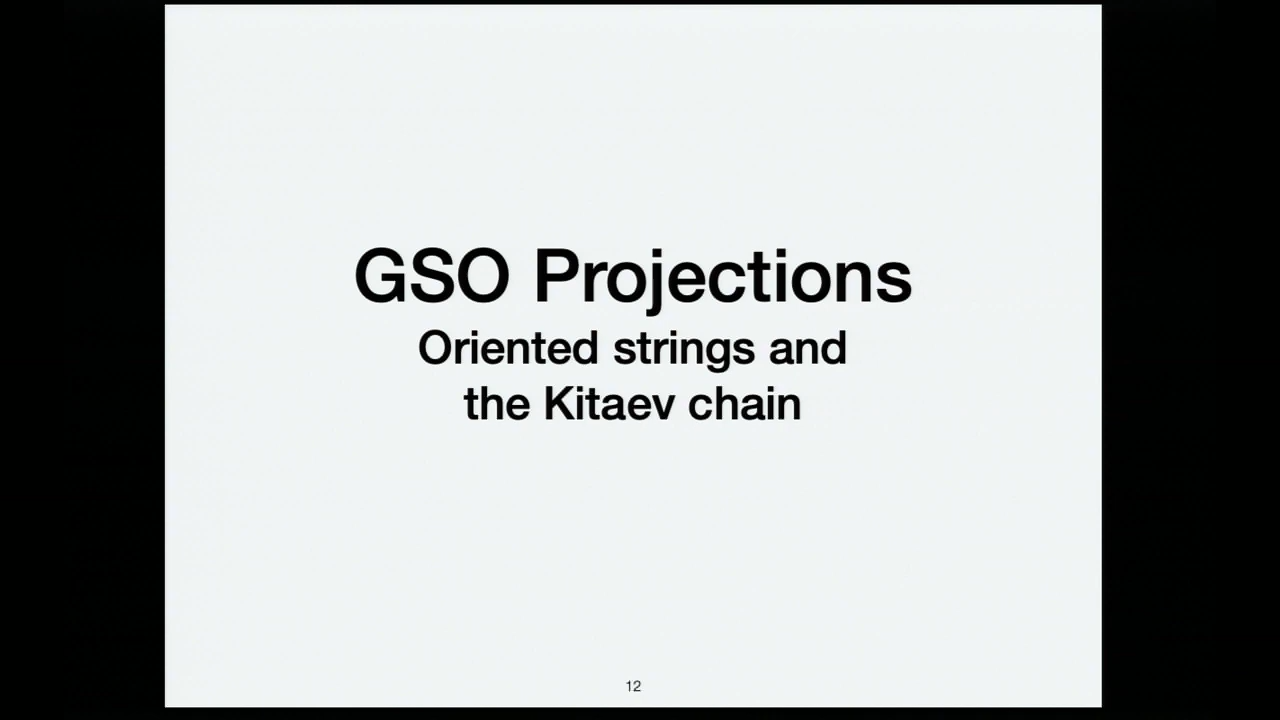 GSO Projections
Oriented strings and
the Kitaev chain
12